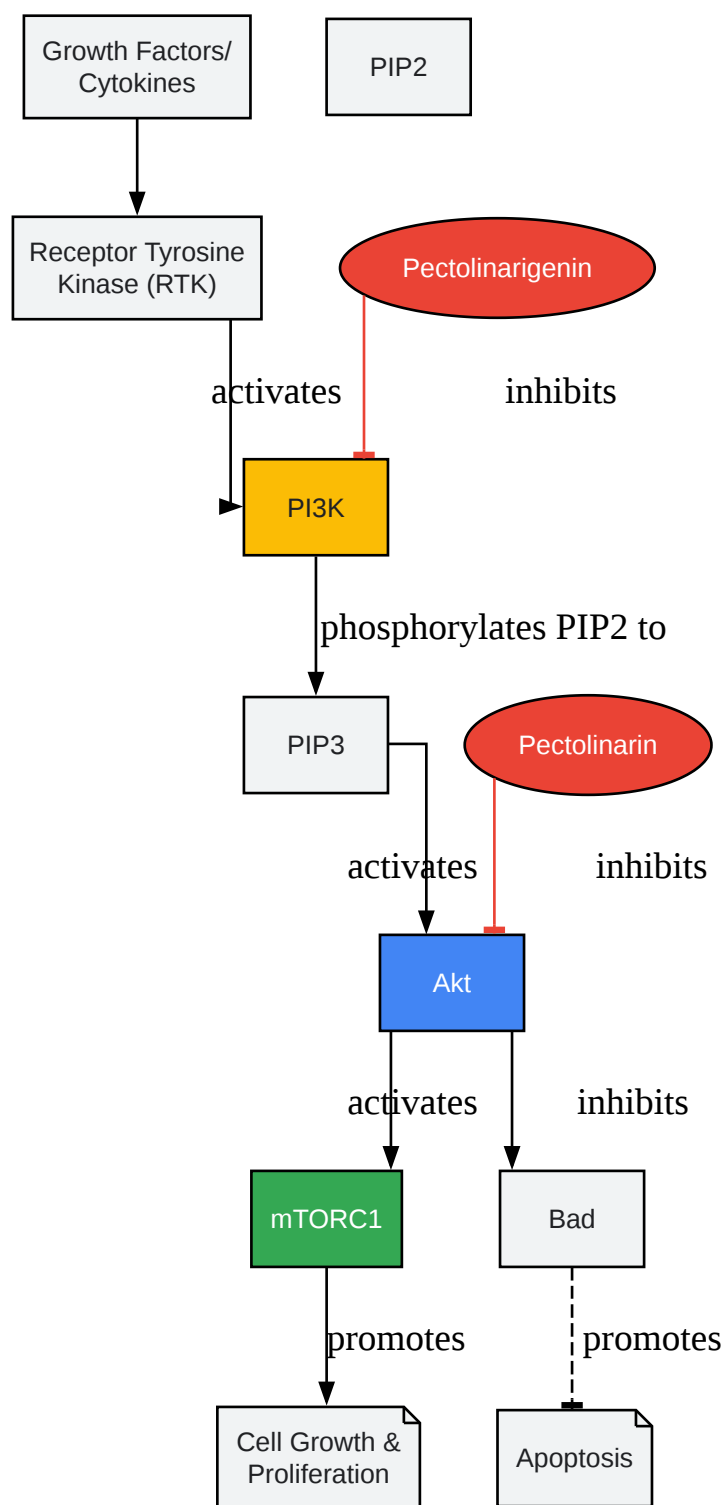 Growth Factors/
Cytokines
PIP2
Receptor Tyrosine
Kinase (RTK)
Pectolinarigenin
activates
inhibits
PI3K
phosphorylates PIP2 to
PIP3
Pectolinarin
activates
inhibits
Akt
activates
inhibits
mTORC1
Bad
promotes
promotes
Cell Growth &
Proliferation
Apoptosis